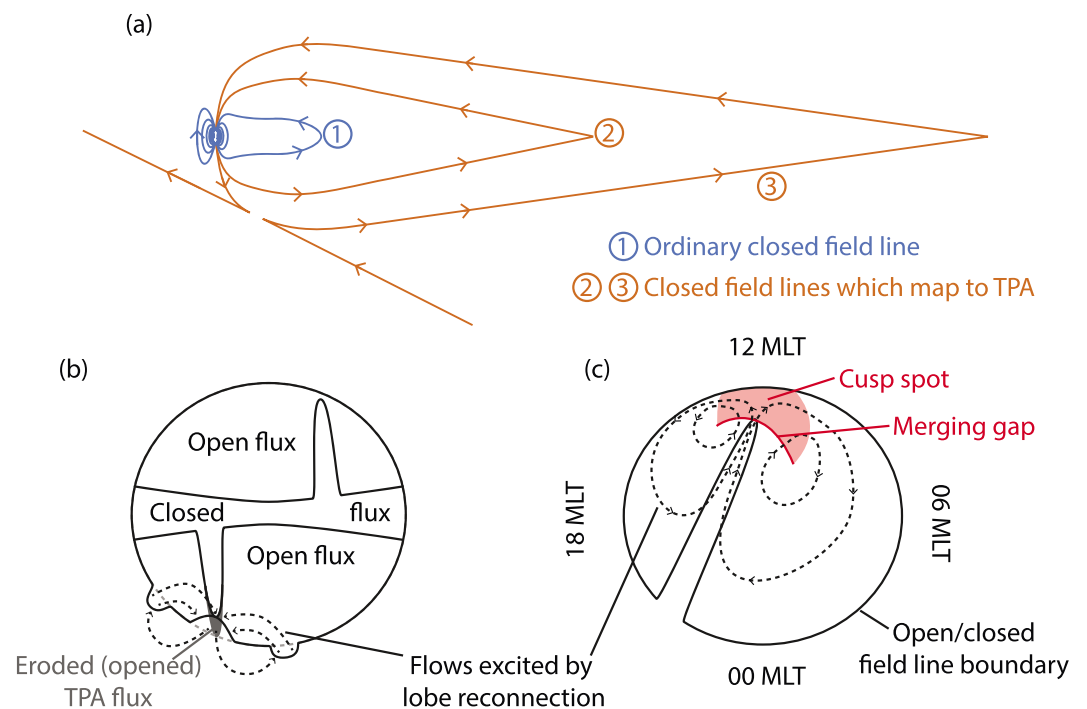 (a)
1
2
3
1 Ordinary closed field line
2 3 Closed field lines which map to TPA
(b)
Open flux
Closed flux
Open flux
Eroded (opened)
TPA flux
Flows excited by
lobe reconnection
(c)
12 MLT
Cusp spot
Merging gap
18 MLT
06 MLT
Open/closed
field line boundary
00 MLT